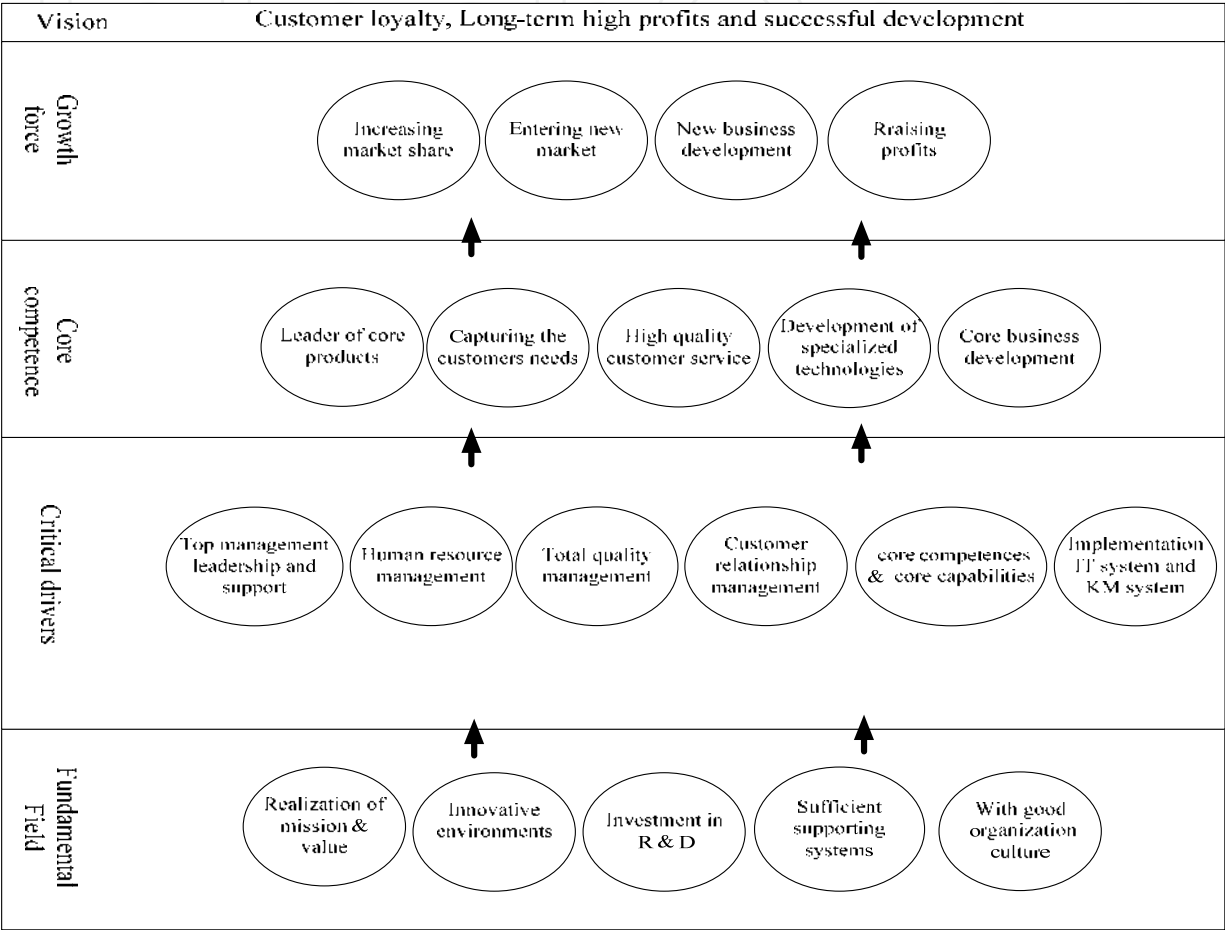 Vision
Customer loyalty, Long-term high profits and successful development
Growth
force
Increasing
market share
Entering new
market
New business
development
Rraising
profits
Core
competence
Leader of core
products
Capturing the
customers needs
High quality
customer service
Development of
specialized
technologies
Core business
development
Critical drivers
Top management
leadership and
support
Human resource
management
Total quality
management
Customer
relationship
management
core competences
& core capabilities
Implementation
IT system and
KM system
Fundamental
Field
Realization of
mission &
value
Innovative
environments
Investment in
R & D
Sufficient
supporting
systems
With good
organization
culture